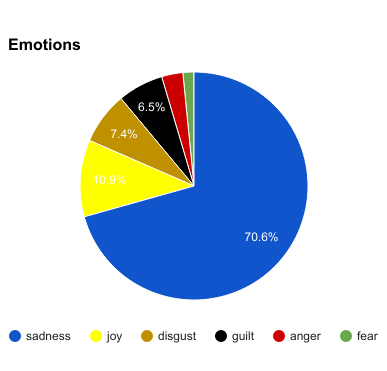 Emotions
6.5%
7.4%
10.9%
70.6%
sadness joy disgust guilt anger fear